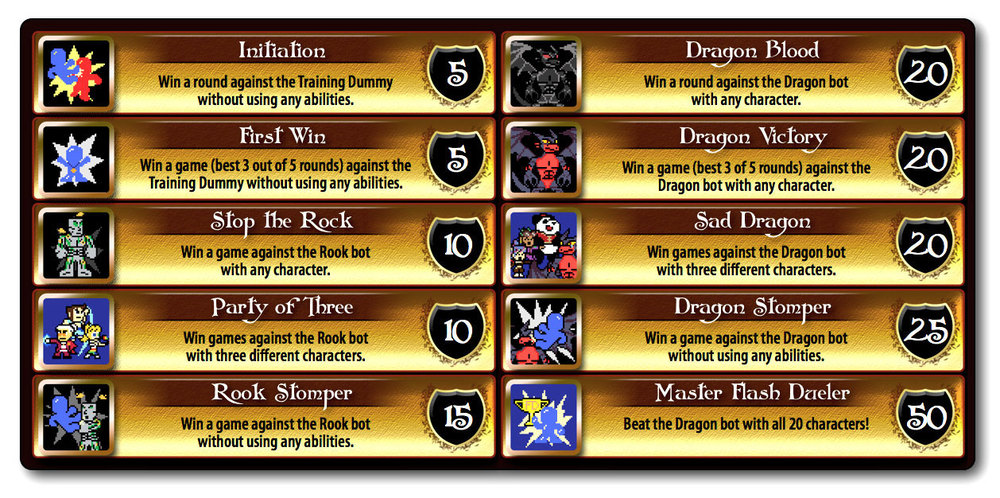 Initiation
Win a round against the Training Dummy
without using any abilities.
5
First Win
Win a game (best 3 out of 5 rounds) against the
Training Dummy without using any abilities.
5
Stop the Rock
Win a game against the Rook bot
with any character.
10
Party of Three
Win games against the Rook bot
with three different characters.
10
Rook Stomper
Win a game against the Rook bot
without using any abilities.
15
Dragon Blood
Win a round against the Dragon bot
with any character.
20
Dragon Victory
Win a game (best 3 of 5 rounds) against the
Dragon bot with any character.
20
Sad Dragon
Win games against the Dragon bot
with three different characters.
20
Dragon Stomper
Win a game against the Dragon bot
without using any abilities.
25
Master Flash Dueler
Beat the Dragon bot with all 20 characters!
50